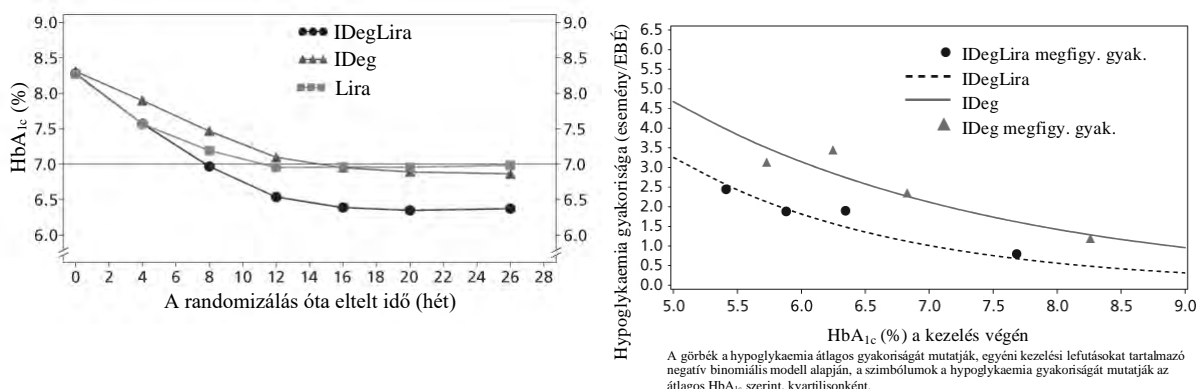 9.0
8.5
8.0
7.5
7.0
6.5
6.0
HbA1c (%)
IDegLira
IDeg
Lira
9.0
8.5
8.0
7.5
7.0
6.5
6.0
0 2 4 6 8 10 12 14 16 18 20 22 24 26 28
A randomizálás óta eltelt idő (hét)
Hypoglykaemia gyakorisága (esemény/EBÉ)
6.5
6.0
5.5
5.0
4.5
4.0
3.5
3.0
2.5
2.0
1.5
1.0
0.5
0.0
IDegLira megfigy. gyak.
IDegLira
IDeg
IDeg megfigy. gyak.
5.0 5.5 6.0 6.5 7.0 7.5 8.0 8.5 9.0
HbA1c (%) a kezelés végén
A görbék a hypoglykaemia átlagos gyakoriságát mutatják, egyéni kezelési lefutásokat tartalmazó
negatív binomiális modell alapján, a szimbólumok a hypoglykaemia gyakoriságát mutatják az
átlagos HbA1c szerint, kvartilisonként.